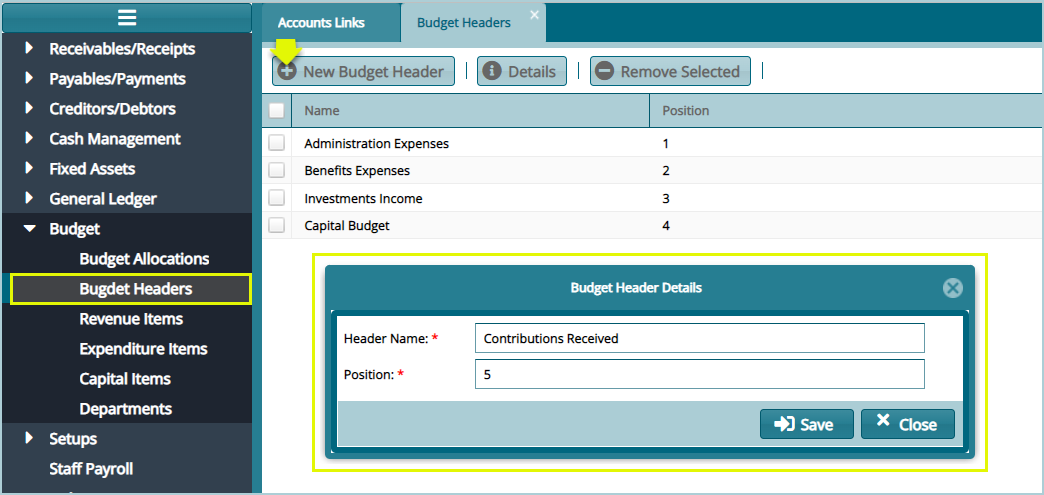 Accounts Links
Budget Headers
Receivables/Receipts
Payables/Payments
Creditors/Debtors
Cash Management
Fixed Assets
General Ledger
Budget
Budget Allocations
Bugdet Headers
Revenue Items
Expenditure Items
Capital Items
Departments
Setups
Staff Payroll
New Budget Header
Details
Remove Selected
Name Position
Administration Expenses 1
Benefits Expenses 2
Investments Income 3
Capital Budget 4
Budget Header Details
Header Name: * Contributions Received
Position: * 5
Save
Close